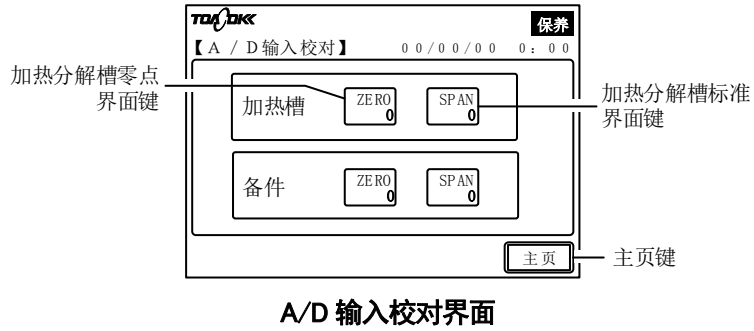 TOADKK
保养
【A / D输入校对】 00/00/00 0:00
加热分解槽零点
界面键
加热槽
ZERO
0
SPAN
0
加热分解槽标准
界面键
备件
ZERO
0
SPAN
0
主页
主页键
A/D 输入校对界面